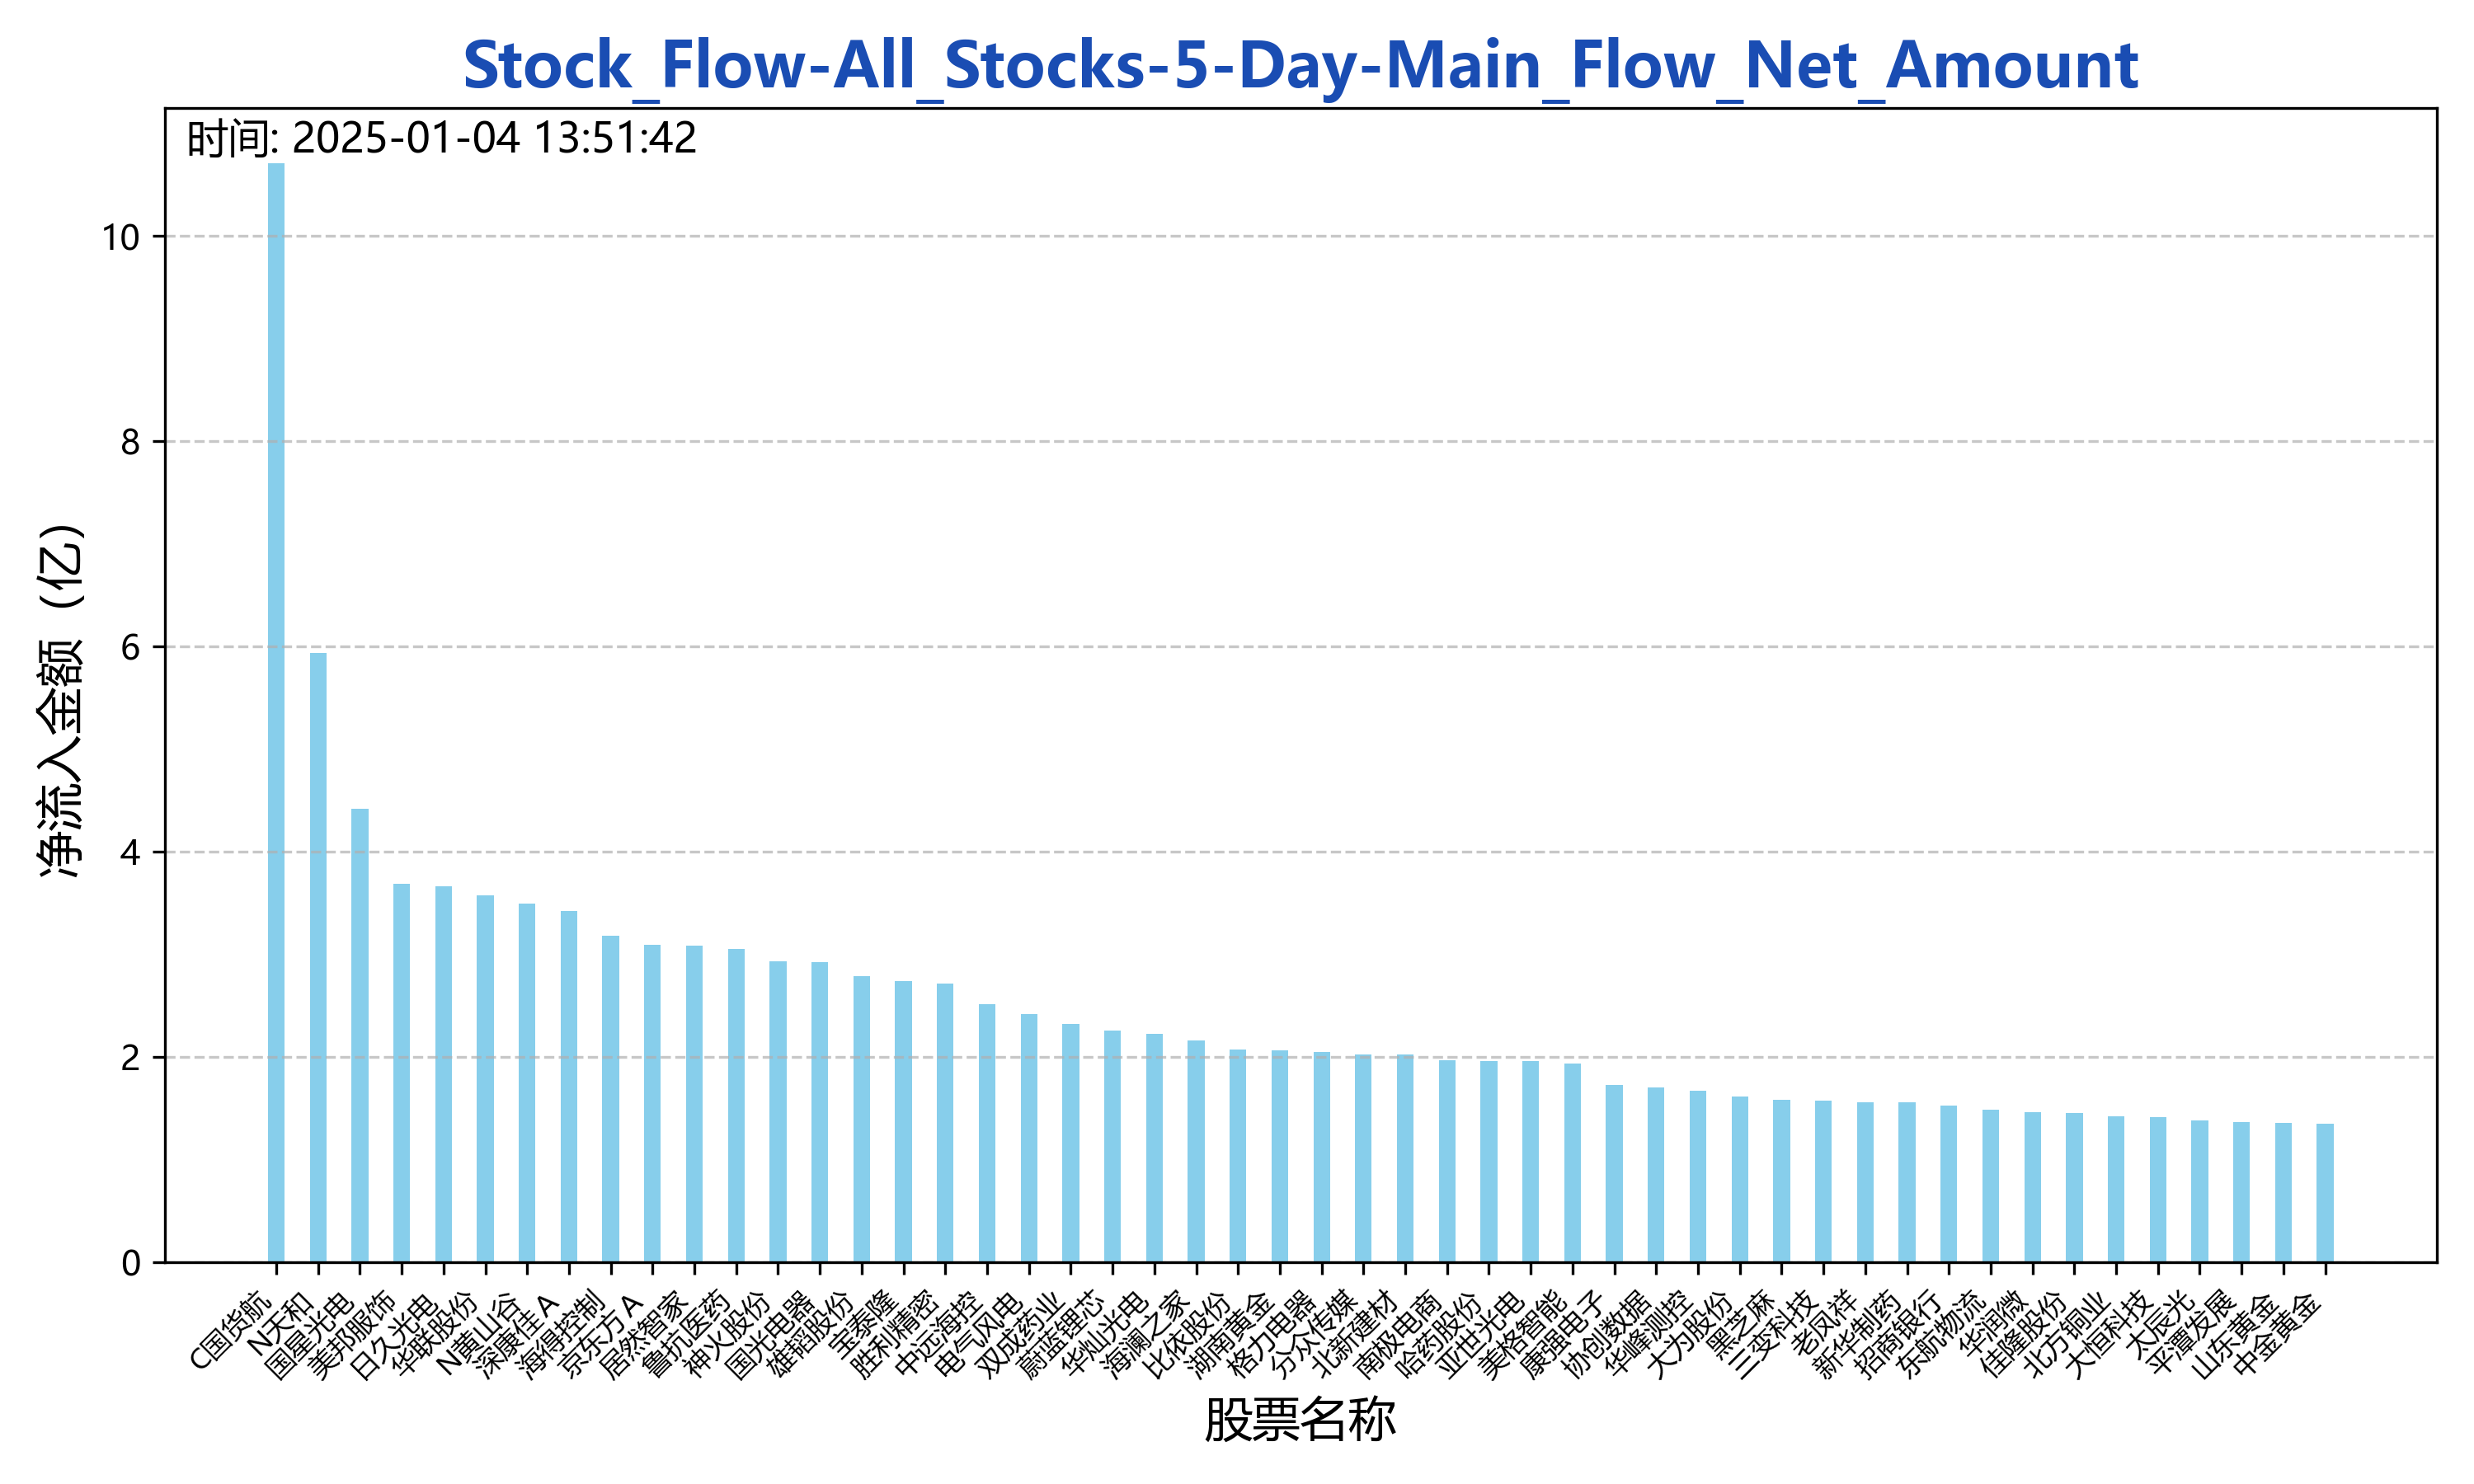 Stock_Flow-All_Stocks-5-Day-Main_Flow_Net_Amount
时间: 2025-01-04 13:51:42
净流入金额 (亿)
10
8
6
4
2
0
C国货航
N天和
国星光电
美邦服饰
日久光电
华联股份
N黄山谷
深康佳Ａ
海得控制
京东方Ａ
居然智家
鲁抗医药
神火股份
国光电器
雄韬股份
宝泰隆
胜利精密
中远海控
电气风电
双成药业
蔚蓝锂芯
华灿光电
海澜之家
比依股份
湖南黄金
格力电器
分众传媒
北新建材
南极电商
哈药股份
亚世光电
美格智能
康强电子
协创数据
华峰测控
大为股份
黑芝麻
三变科技
老凤祥
新华制药
招商银行
东航物流
华润微
佳隆股份
北方铜业
大恒科技
太辰光
平潭发展
山东黄金
中金黄金
股票名称